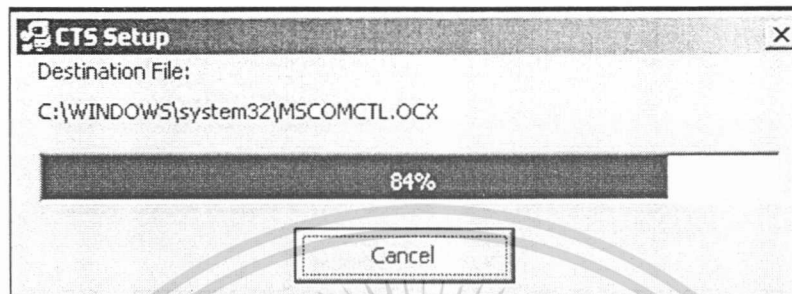 CTS Setup
Destination File:
C:\WINDOWS\system32\MSCOMCTL.OCX
84%
Cancel